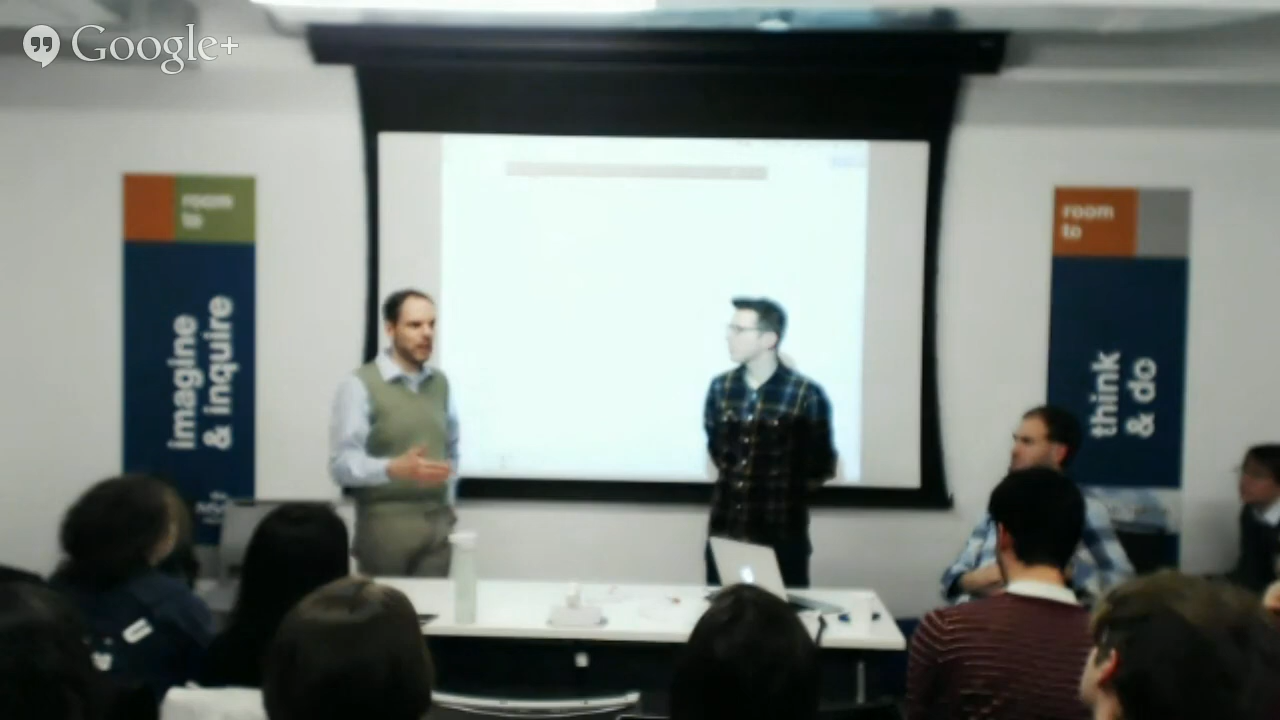 Google+
room
to
imagine
& inquire
room
to
think
& do